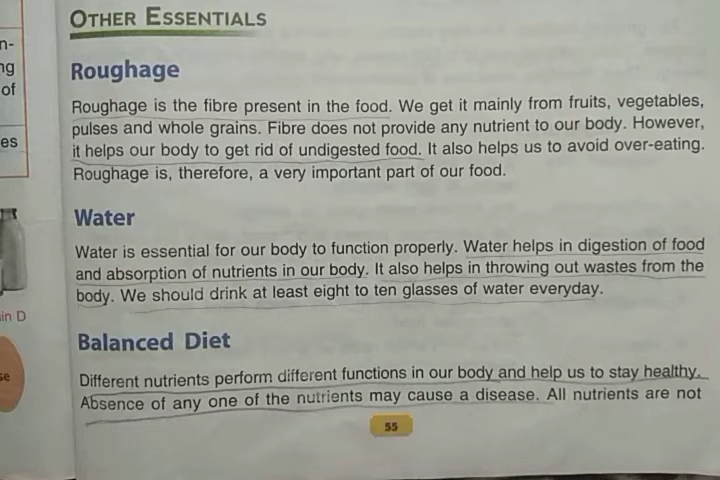 OTHER ESSENTIALS
n-
ng
of
es
Roughage
Roughage is the fibre present in the food. We get it mainly from fruits, vegetables,
pulses and whole grains. Fibre does not provide any nutrient to our body. However,
it helps our body to get rid of undigested food. It also helps us to avoid over-eating.
Roughage is, therefore, a very important part of our food.
Water
Water is essential for our body to function properly. Water helps in digestion of food
and absorption of nutrients in our body. It also helps in throwing out wastes from the
body. We should drink at least eight to ten glasses of water everyday.
in D
se
Balanced Diet
Different nutrients perform different functions in our body and help us to stay healthy.
Absence of any one of the nutrients may cause a disease. All nutrients are not
55